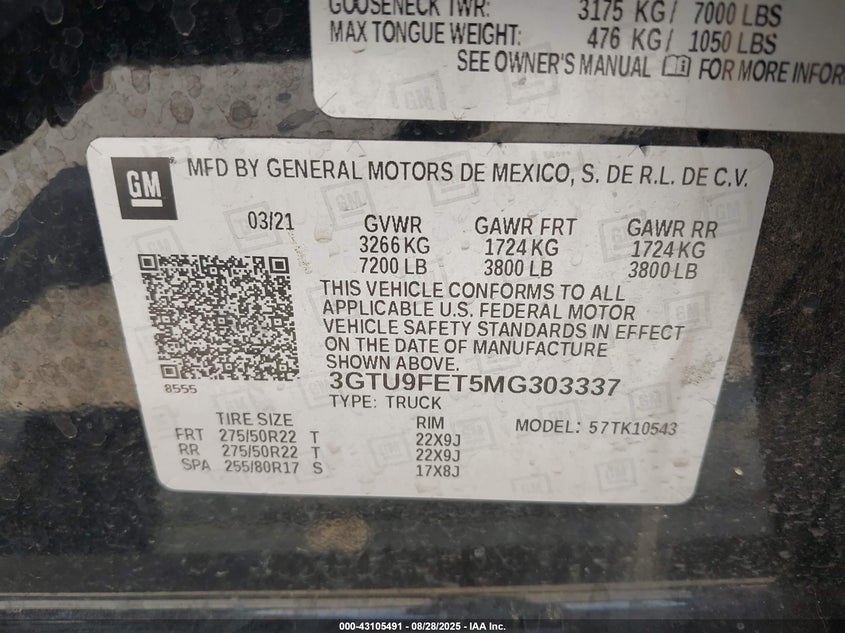 GOOSENECK TWR: 3175 KG/ 7000 LBS
MAX TONGUE WEIGHT: 476 KG/ 1050 LBS
SEE OWNER'S MANUAL FOR MORE INFOR
GM
MFD BY GENERAL MOTORS DE MEXICO, S. DE R.L. DE C.V.
03/21 GVWR GAWR FRT GAWR RR
3266 KG 1724 KG 1724 KG
7200 LB 3800 LB 3800 LB
THIS VEHICLE CONFORMS TO ALL
APPLICABLE U.S. FEDERAL MOTOR
VEHICLE SAFETY STANDARDS IN EFFECT
ON THE DATE OF MANUFACTURE
SHOWN ABOVE.
8555
3GTU9FET5MG303337
TYPE: TRUCK
TIRE SIZE RIM MODEL: 57TK10543
FRT 275/50R22 T 22X9J
RR 275/50R22 T 22X9J
SPA 255/80R17 S 17X8J
000-43105491 - 08/28/2025 - IAA Inc.